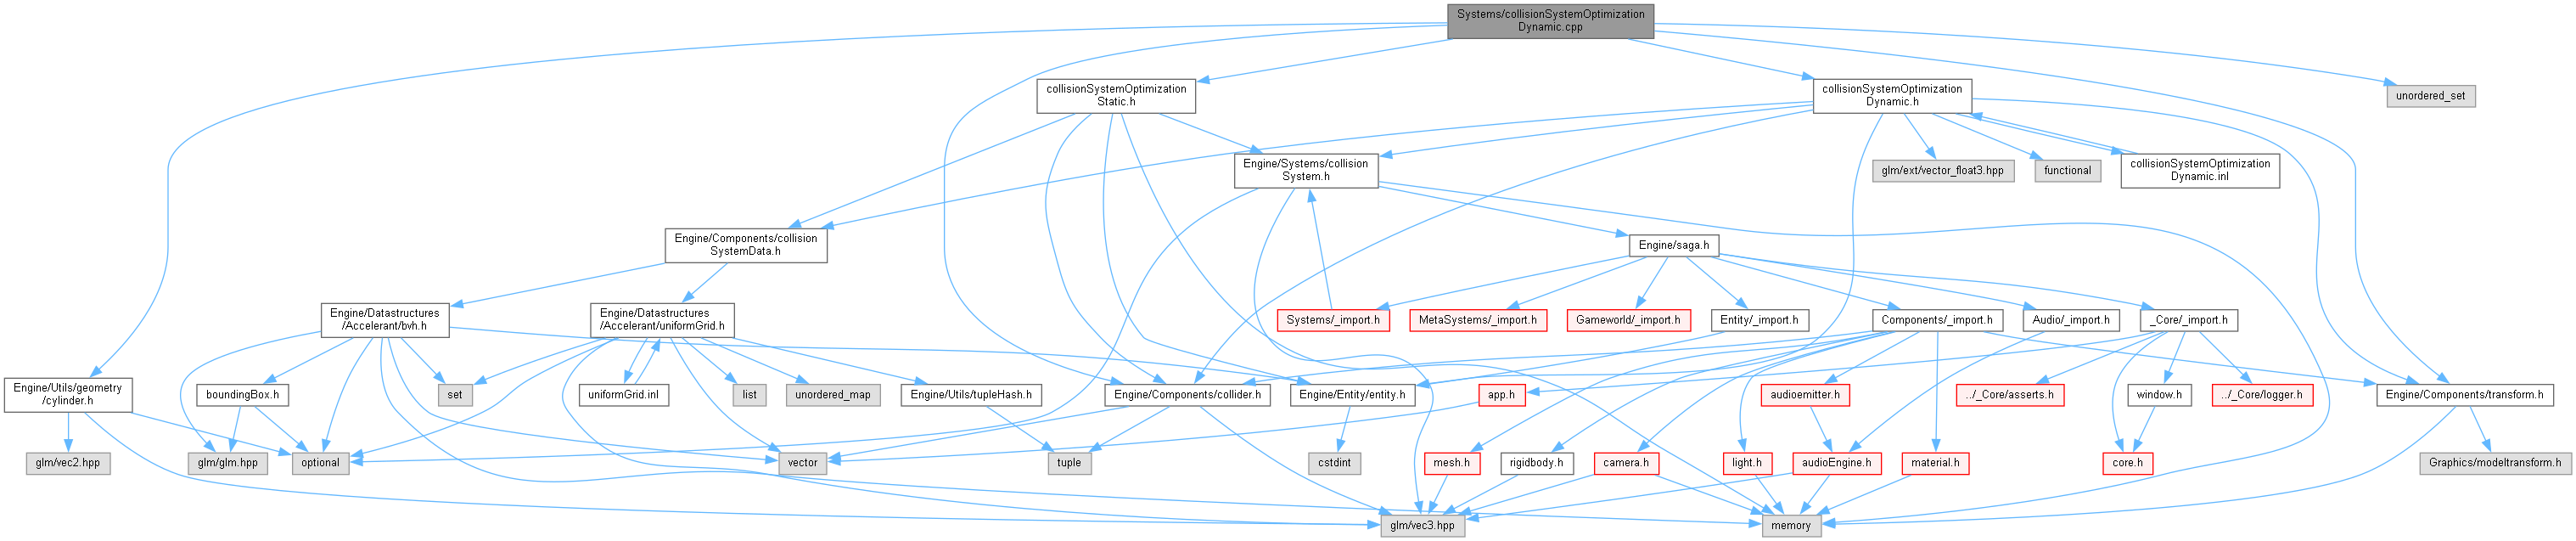 Systems/collisionSystemOptimization
Dynamic.cpp
collisionSystemOptimization
Static.h
collisionSystemOptimization
Dynamic.h
unordered_set
Engine/Systems/collision
System.h
glm/ext/vector_float3.hpp
functional
collisionSystemOptimization
Dynamic.inl
Engine/Components/collision
SystemData.h
Engine/saga.h
Engine/Datastructures
/Accelerant/bvh.h
Engine/Datastructures
/Accelerant/uniformGrid.h
Systems/_import.h
MetaSystems/_import.h
Gameworld/_import.h
Entity/_import.h
Components/_import.h
Audio/_import.h
_Core/_import.h
Engine/Utils/geometry
/cylinder.h
boundingBox.h
set
uniformGrid.inl
list
unordered_map
Engine/Utils/tupleHash.h
Engine/Components/collider.h
Engine/Entity/entity.h
app.h
audioemitter.h
../_Core/asserts.h
window.h
../_Core/logger.h
Engine/Components/transform.h
glm/vec2.hpp
glm/glm.hpp
optional
vector
tuple
cstdint
mesh.h
rigidbody.h
camera.h
light.h
audioEngine.h
material.h
core.h
Graphics/modeltransform.h
glm/vec3.hpp
memory